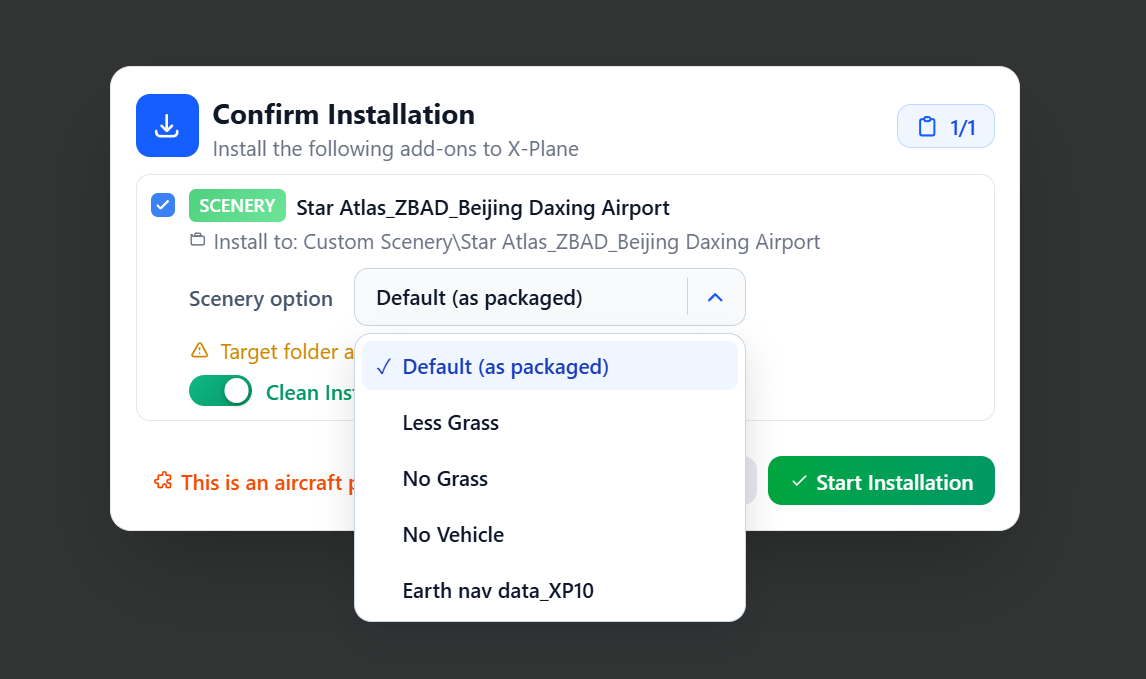 Confirm Installation
Install the following add-ons to X-Plane
1/1
SCENERY Star Atlas_ZBAD_Beijing Daxing Airport
Install to: Custom Scenery\Star Atlas_ZBAD_Beijing Daxing Airport
Scenery option Default (as packaged)
Target folder
Clean
✓ Default (as packaged)
Less Grass
No Grass
No Vehicle
Earth nav data_XP10
This is an aircraft
Start Installation